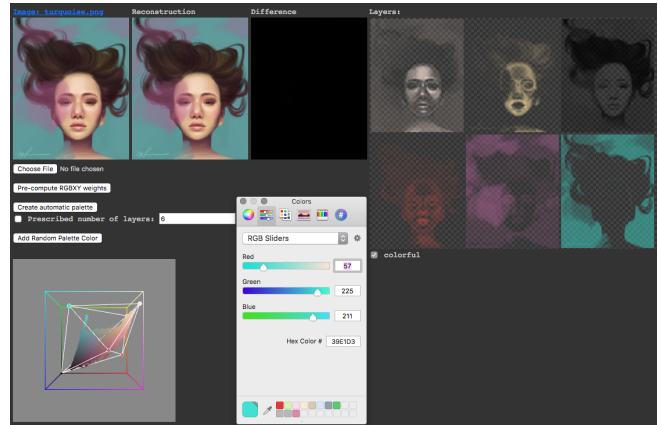 Image: turquoise.png
Reconstruction
Difference
Layers:
Choose File No file chosen
Pre-compute RGBXY weights
Create automatic palette
Prescribed number of layers: 6
Add Random Palette Color
colorful
Colors
#
RGB Sliders
Red
57
Green
225
Blue
211
Hex Color # 39E1D3